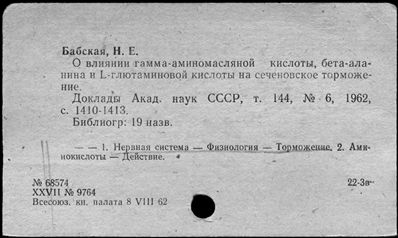 Бабская, Н. Е.
О влиянии гамма-аминомасляной кислоты, бета-ала-
нина и L-глютаминовой кислоты на сеченовское торможе-
ние.
Доклады Акад. наук СССР, т. 144, № 6, 1962,
с. 1410-1413.
Библиогр: 19 назв.
— — 1. Нервная система — Физиология — Торможение. 2. Ами-
нокислоты — Действие.
№ 68574 22-3а
XXVII № 9764
Всесоюз. кн. палата 8 VIII 62